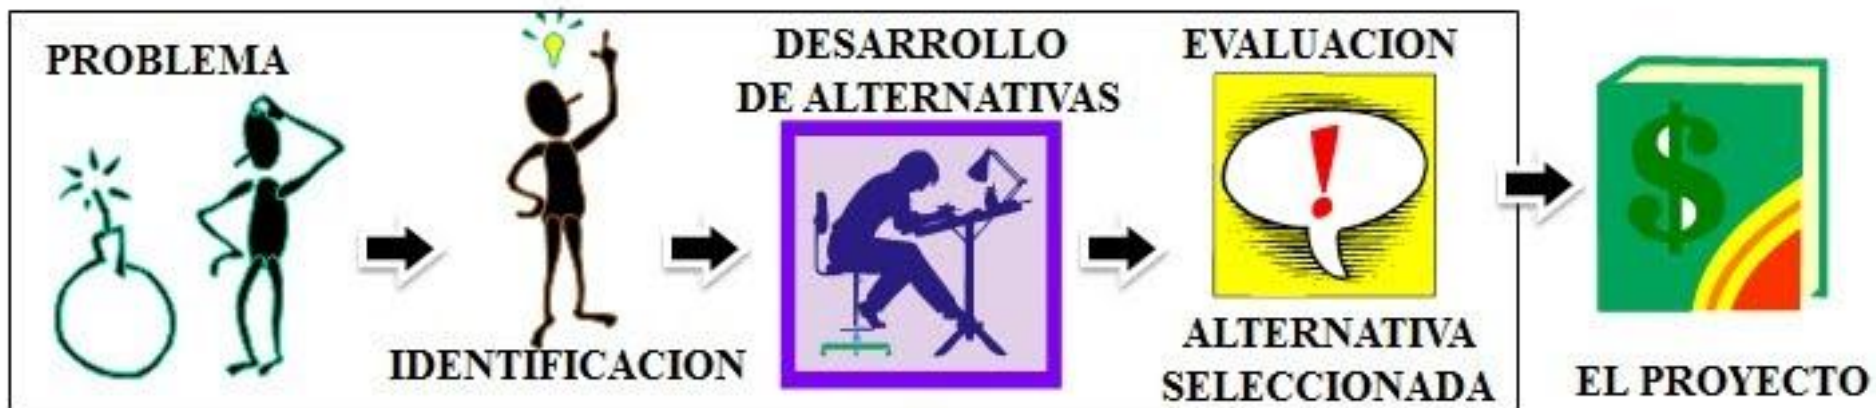 PROBLEMA
IDENTIFICACION
DESARROLLO
DE ALTERNATIVAS
EVALUACION
ALTERNATIVA
SELECCIONADA
$
EL PROYECTO